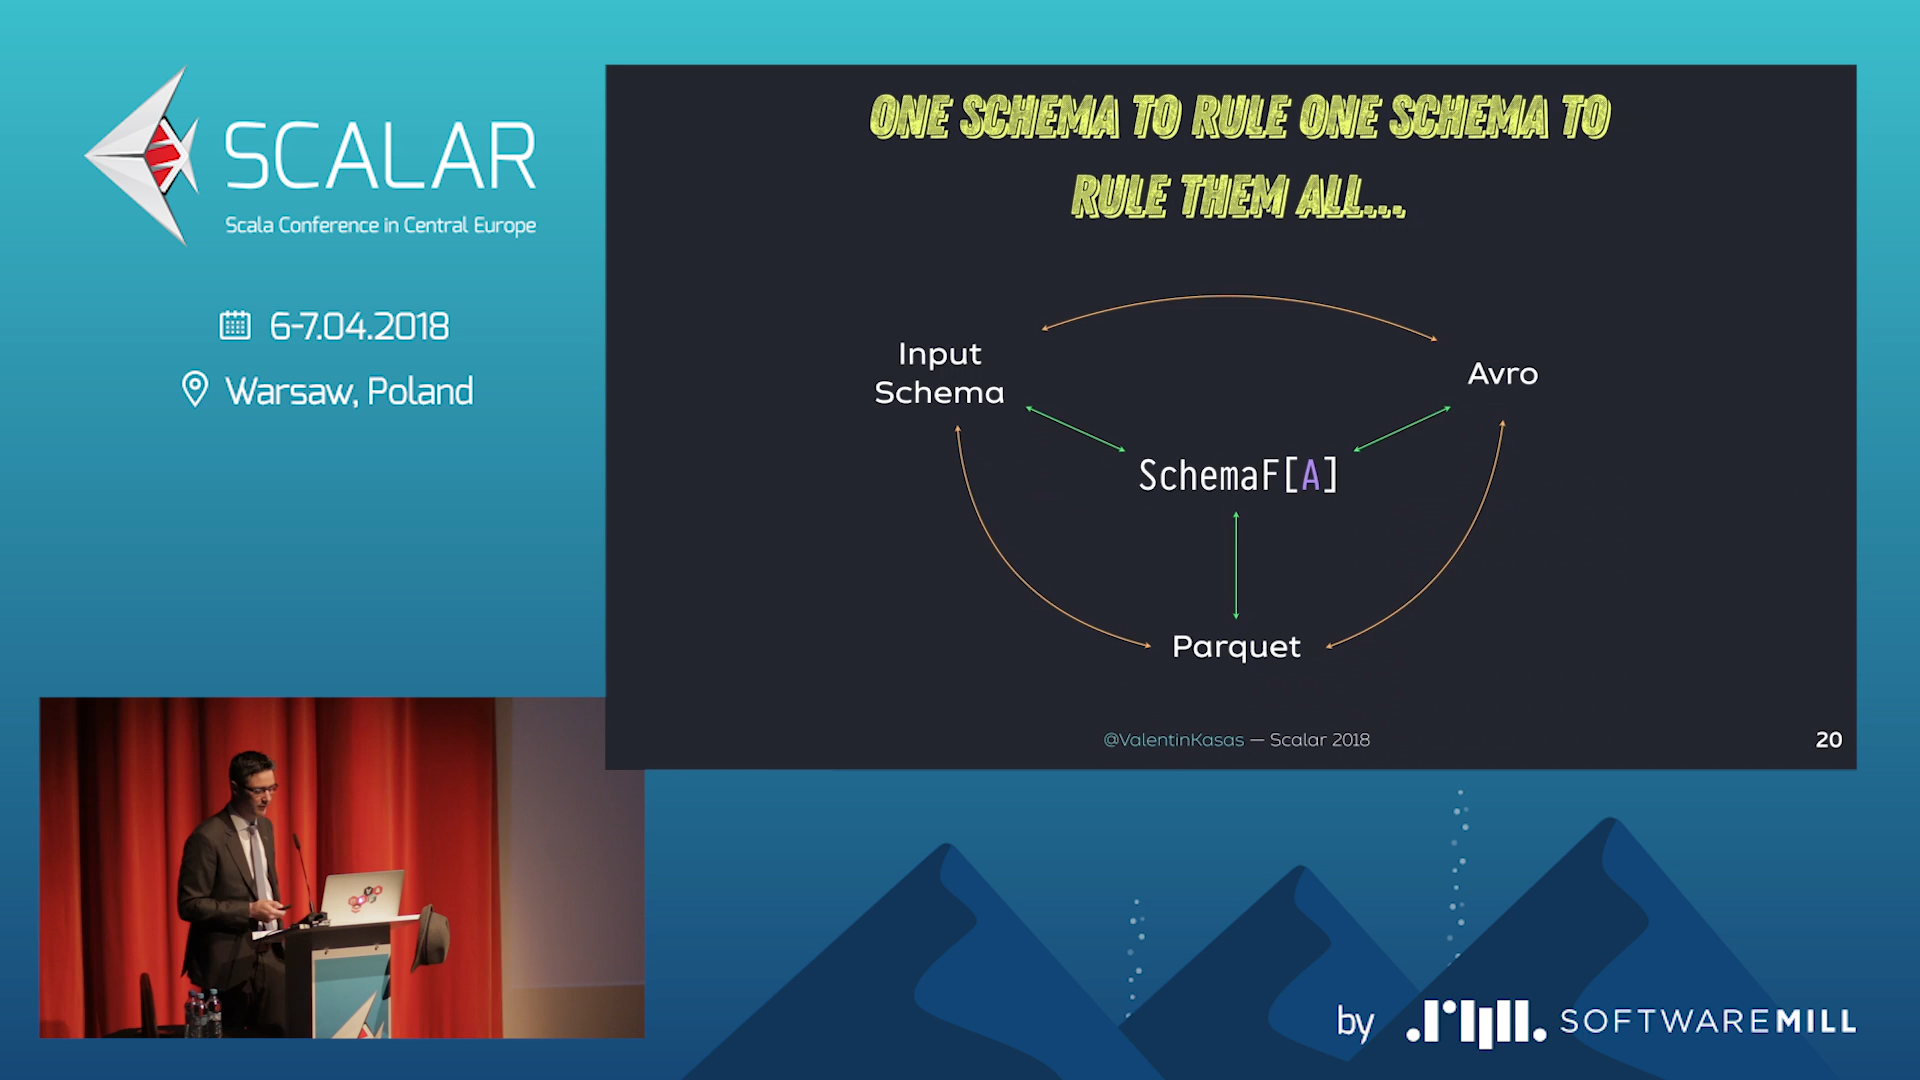 SCALAR
Scala Conference in Central Europe
6-7.04.2018
Warsaw, Poland
ONE SCHEMA TO RULE ONE SCHEMA TO
RULE THEM ALL...
Input
Schema
Avro
SchemaF[A]
Parquet
@ValentinKasas — Scalar 2018
20
by SOFTWAREMILL